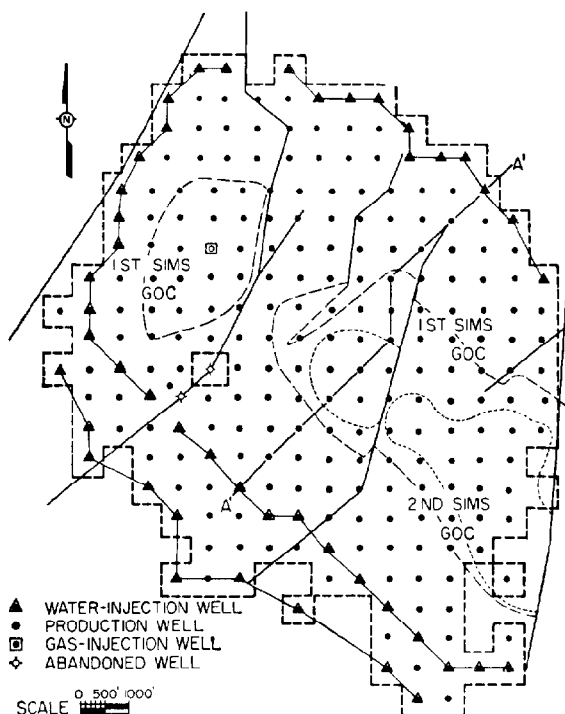 N
A'
1ST SIMS
GOC
1ST SIMS
GOC
A
2ND SIMS
GOC
WATER-INJECTION WELL
PRODUCTION WELL
GAS-INJECTION WELL
ABANDONED WELL
0 500' 1000'
SCALE